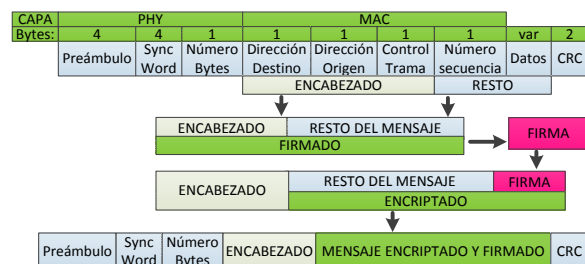 CAPA PHY MAC
Bytes: 4 4 1 1 1 1 1 var 2
Preámbulo Sync Word Número Bytes Dirección Destino Dirección Origen Control Trama Número secuencia Datos CRC
ENCABEZADO RESTO
ENCABEZADO RESTO DEL MENSAJE
FIRMADO
FIRMA
ENCABEZADO RESTO DEL MENSAJE FIRMA
ENCRIPTADO
Preámbulo Sync Word Número Bytes ENCABEZADO MENSAJE ENCRIPTADO Y FIRMADO CRC